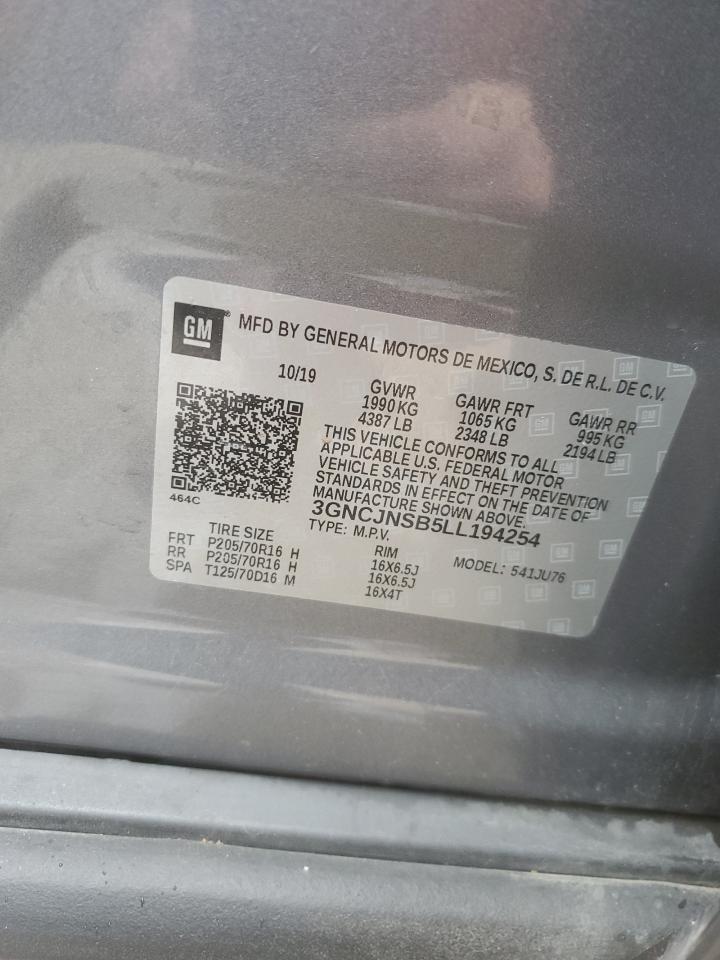 GM
MFD BY GENERAL MOTORS DE MEXICO, S. DE R.L. DE C.V.
10/19
GVWR GAWR FRT GAWR RR
1990 KG 1065 KG 995 KG
4387 LB 2348 LB 2194 LB
THIS VEHICLE CONFORMS TO ALL
APPLICABLE U.S. FEDERAL MOTOR
VEHICLE SAFETY AND THEFT PREVENTION
STANDARDS IN EFFECT ON THE DATE OF
MANUFACTURE SHOWN ABOVE.
464C
3GNCJNSB5LL194254
TYPE: M.P.V. MODEL: 541JU76
TIRE SIZE RIM
FRT P205/70R16 H 16X6.5J
RR P205/70R16 H 16X6.5J
SPA T125/70D16 M 16X4T